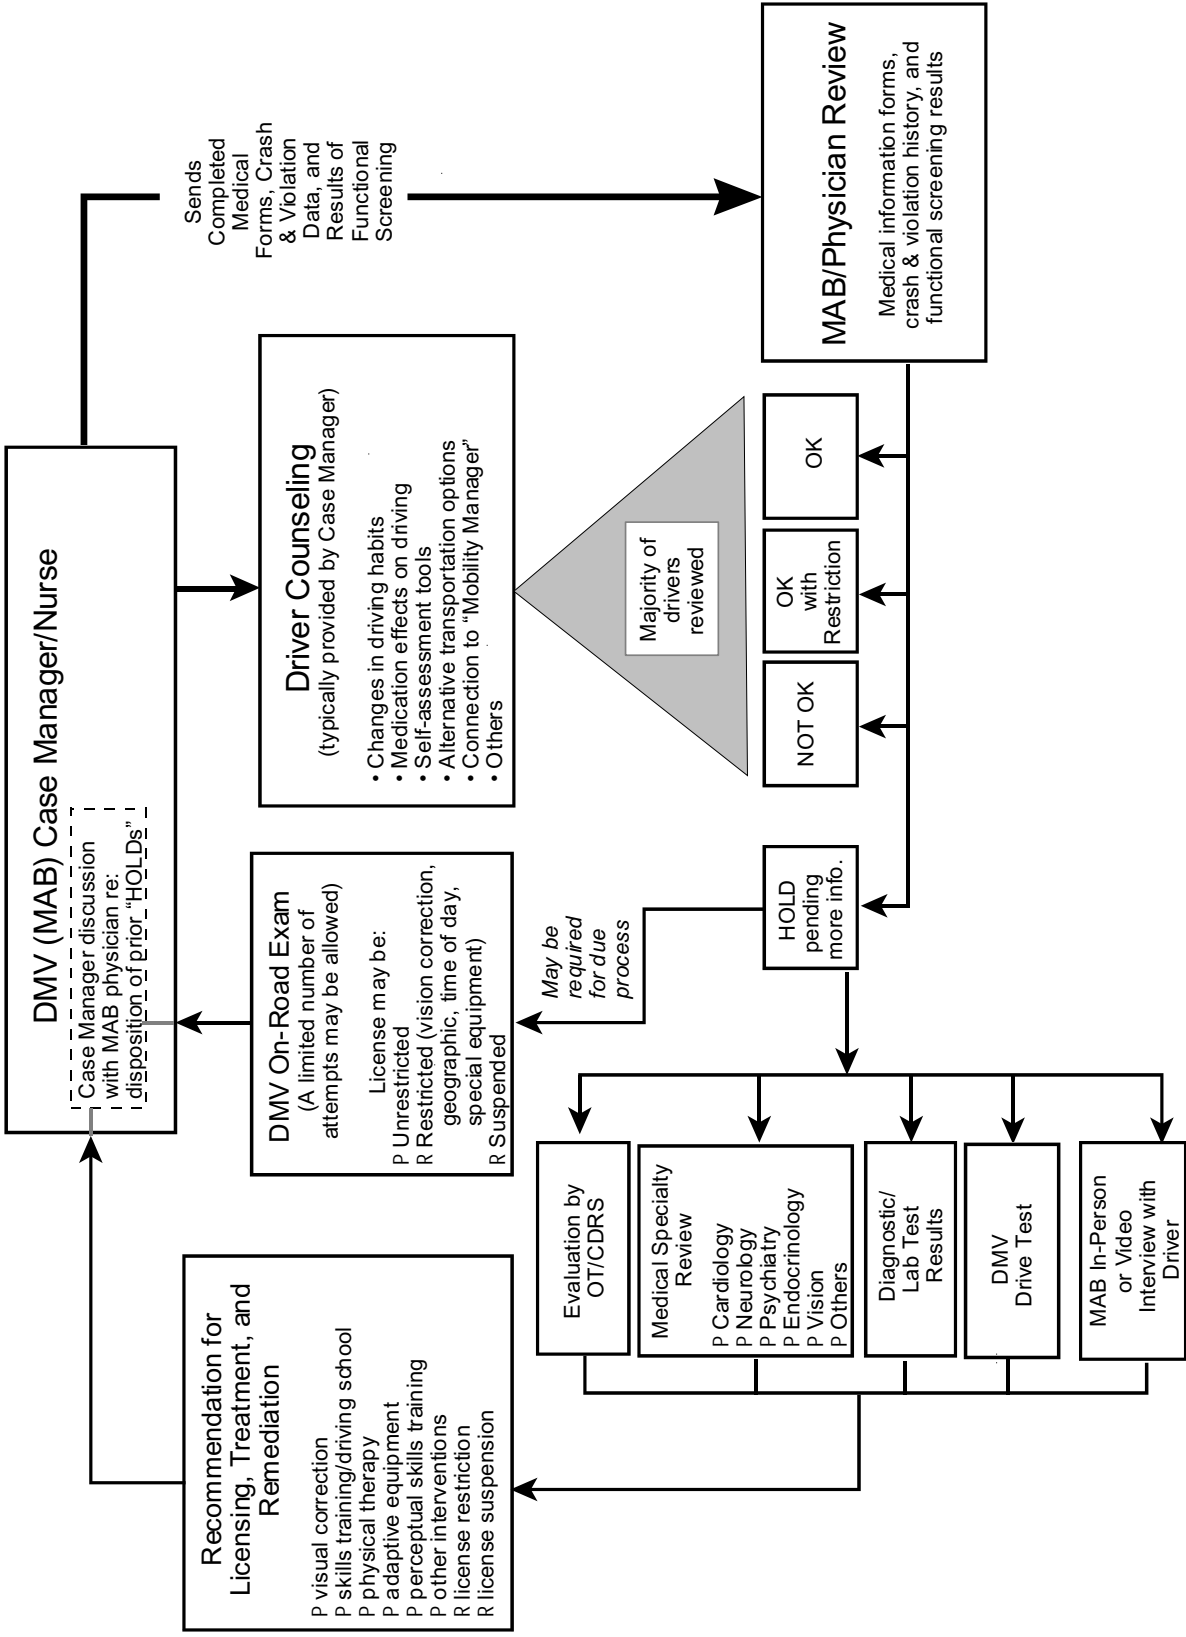 DMV (MAB) Case Manager/Nurse
Case Manager discussion
with MAB physician re:
disposition of prior “HOLDs”
Sends
Completed
Medical
Forms, Crash
& Violation
Data, and
Results of
Functional
Screening
Recommendation for
Licensing, Treatment, and
Remediation
P visual correction
P skills training/driving school
P physical therapy
P adaptive equipment
P perceptual skills training
P other interventions
R license restriction
R license suspension
DMV On-Road Exam
(A limited number of
attempts may be allowed)
License may be:
P Unrestricted
R Restricted (vision correction,
geographic, time of day,
special equipment)
R Suspended
Driver Counseling
(typically provided by Case Manager)
• Changes in driving habits
• Medication effects on driving
• Self-assessment tools
• Alternative transportation options
• Connection to “Mobility Manager”
• Others
May be
required
for due
process
Majority of
drivers
reviewed
Evaluation by
OT/CDRS
Medical Specialty
Review
P Cardiology
P Neurology
P Psychiatry
P Endocrinology
P Vision
P Others
Diagnostic/
Lab Test
Results
DMV
Drive Test
MAB In-Person
or Video
Interview with
Driver
HOLD
pending
more info.
NOT OK
OK
with
Restriction
OK
MAB/Physician Review
Medical information forms,
crash & violation history, and
functional screening results